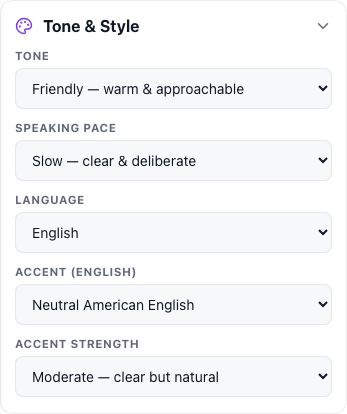 Tone & Style
TONE
Friendly — warm & approachable
SPEAKING PACE
Slow — clear & deliberate
LANGUAGE
English
ACCENT (ENGLISH)
Neutral American English
ACCENT STRENGTH
Moderate — clear but natural